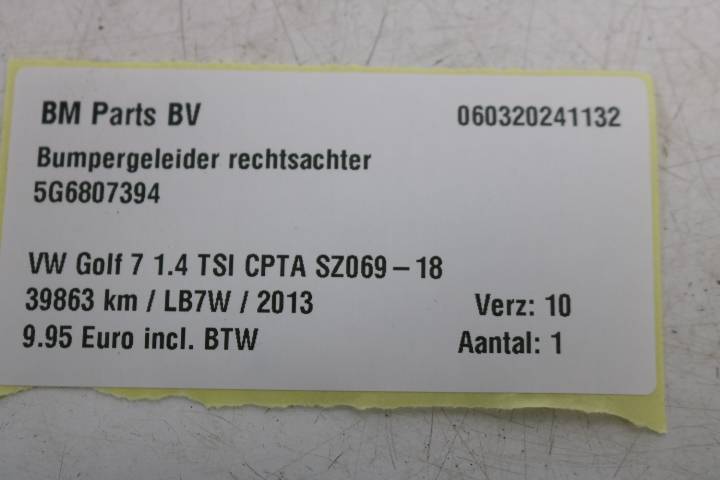 BM Parts BV 060320241132
Bumpergeleider rechtsachter
5G6807394
VW Golf 7 1.4 TSI CPTA SZ069-18
39863 km / LB7W / 2013 Verz: 10
9.95 Euro incl. BTW Aantal: 1